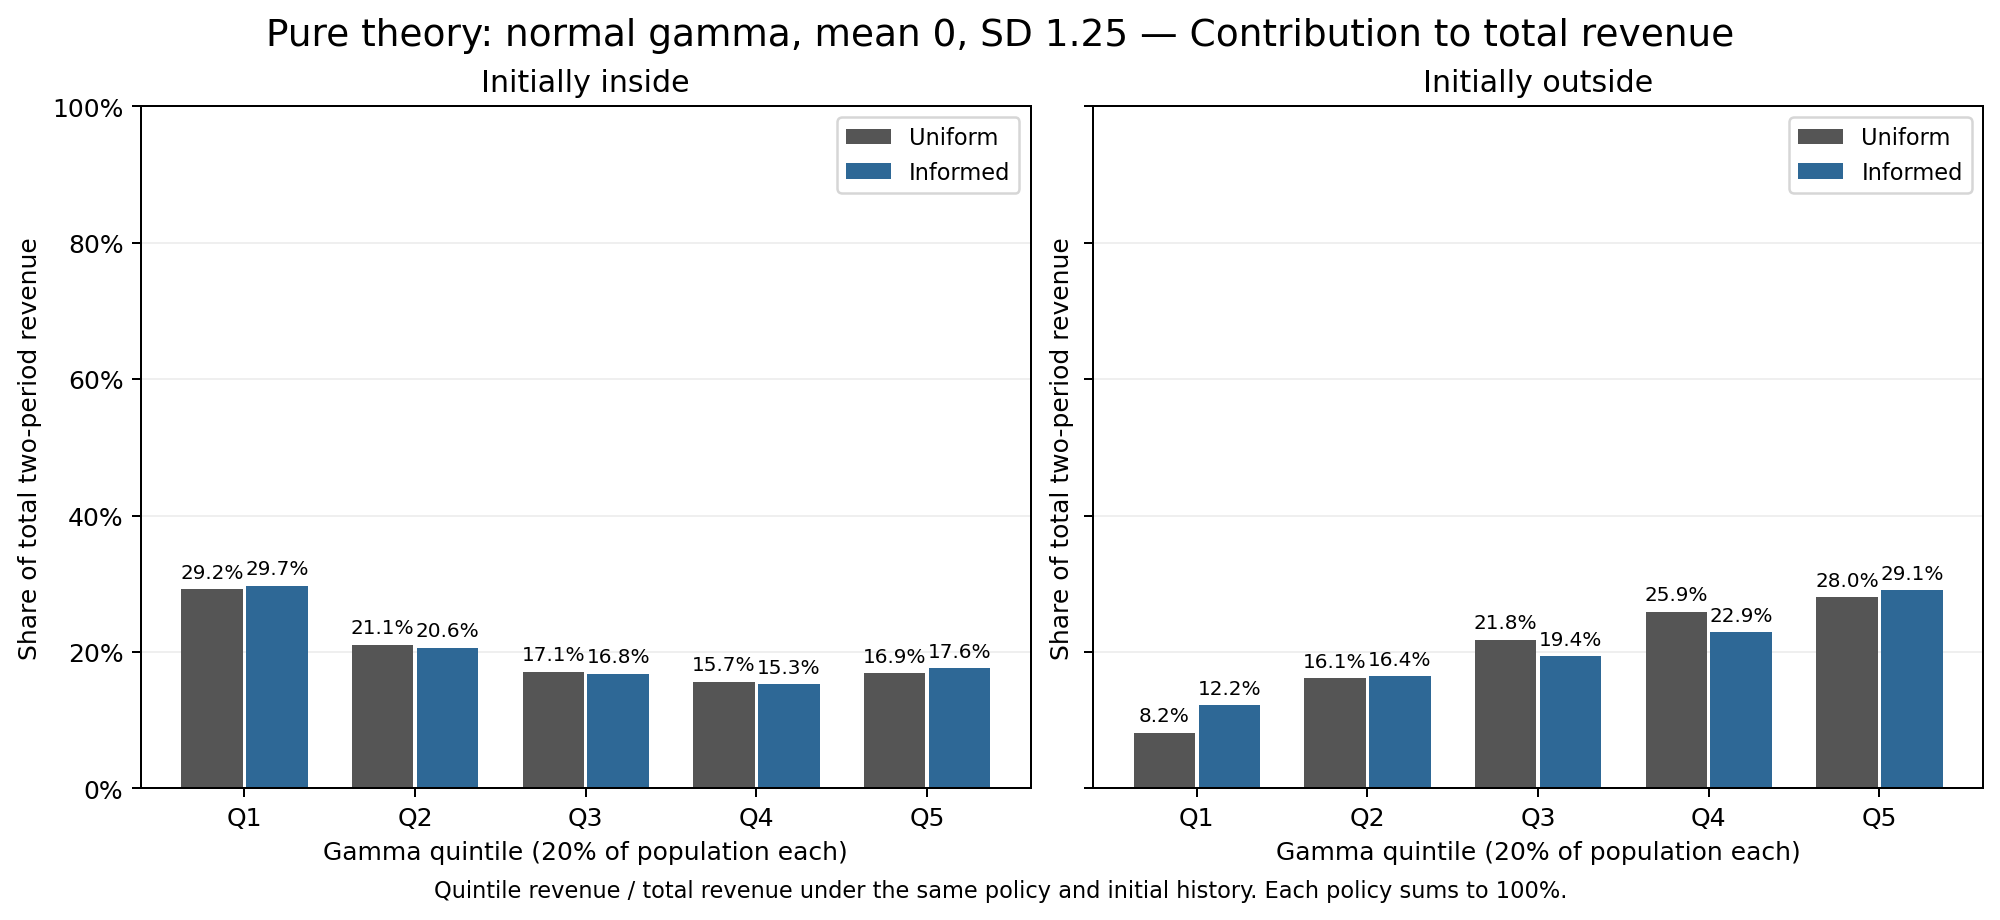 Pure theory: normal gamma, mean 0, SD 1.25 — Contribution to total revenue
Initially inside
Share of total two-period revenue
100%
80%
60%
40%
20%
0%
Uniform
Informed
29.2% 29.7%
21.1% 20.6%
17.1% 16.8%
15.7% 15.3%
16.9% 17.6%
Q1 Q2 Q3 Q4 Q5
Gamma quintile (20% of population each)
Initially outside
Share of total two-period revenue
Uniform
Informed
8.2% 12.2%
16.1% 16.4%
21.8% 19.4%
25.9% 22.9%
28.0% 29.1%
Q1 Q2 Q3 Q4 Q5
Gamma quintile (20% of population each)
Quintile revenue / total revenue under the same policy and initial history. Each policy sums to 100%.